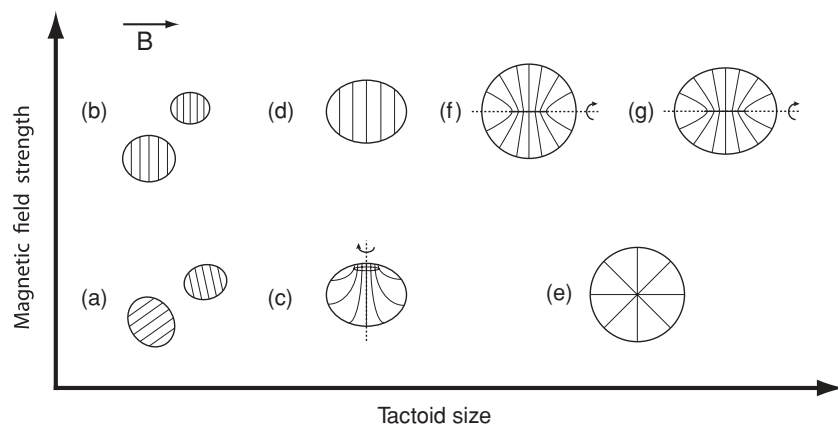 B
(b)
(d)
(f)
(g)
(a)
(c)
(e)
Magnetic field strength
Tactoid size